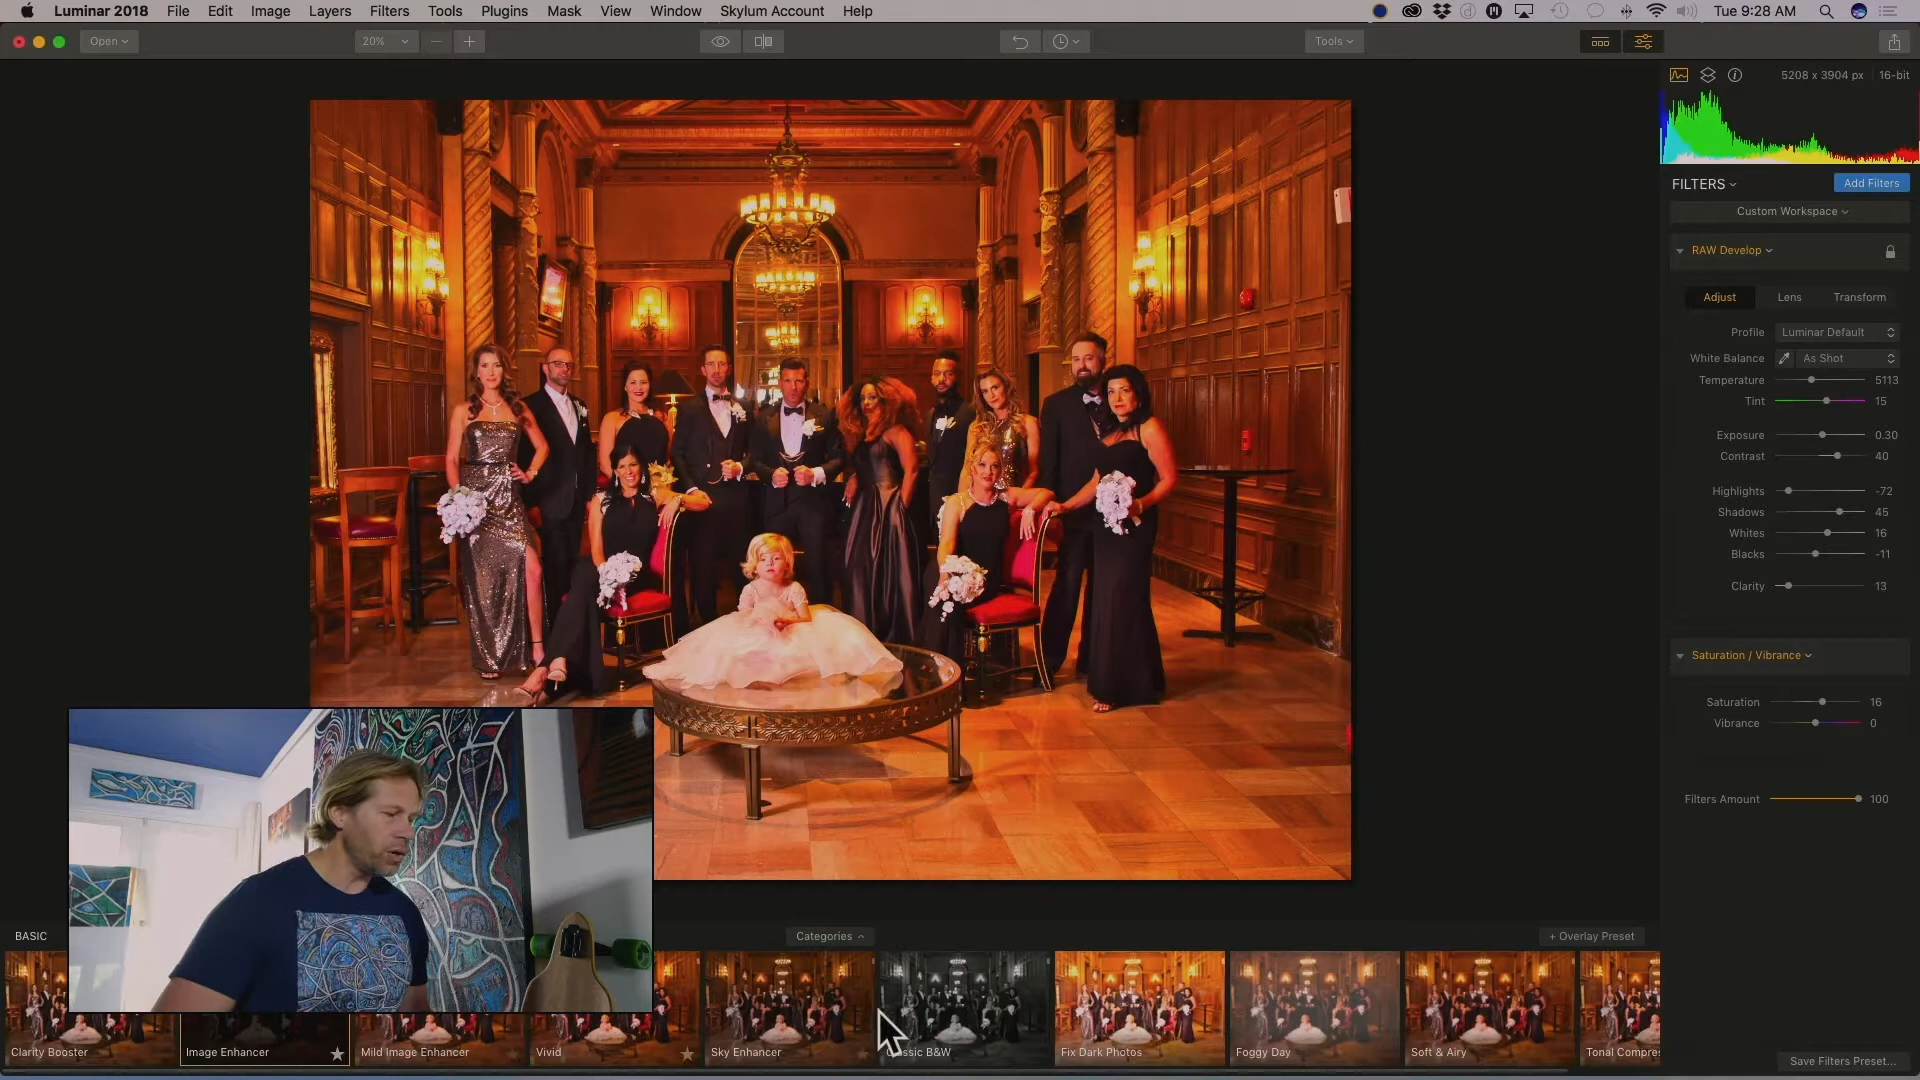 Luminar 2018 File Edit Image Layers Filters Tools Plugins Mask View Window Skylum Account Help Tue 9:28 AM
Open 20% Tools
5208 x 3904 px 16-bit
FILTERS Add Filters
Custom Workspace
RAW Develop
Adjust Lens Transform
Profile Luminar Default
White Balance As Shot
Temperature 5113
Tint 15
Exposure 0.30
Contrast 40
Highlights -72
Shadows 45
Whites 16
Blacks -11
Clarity 13
Saturation / Vibrance
Saturation 16
Vibrance 0
Filters Amount 100
BASIC Categories + Overlay Preset
Clarity Booster Image Enhancer Mild Image Enhancer Vivid Sky Enhancer B&W Fix Dark Photos Foggy Day Soft & Airy Tonal
Save Filters Preset...